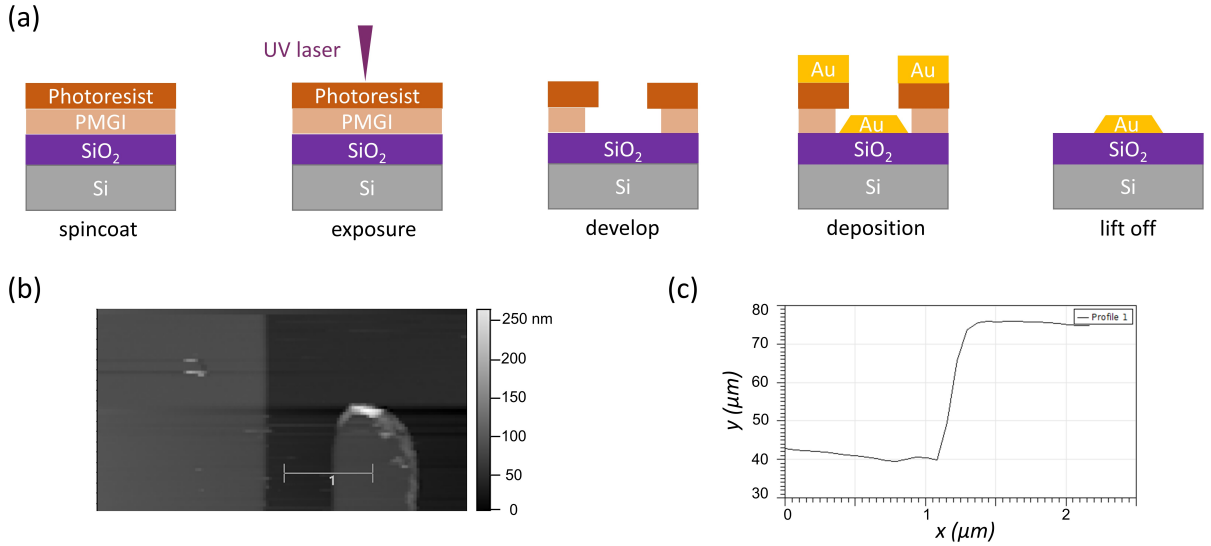 (a)
UV laser
Photoresist
PMGI
SiO2
Si
spincoat
Photoresist
PMGI
SiO2
Si
exposure
SiO2
Si
develop
Au
Au
Au
SiO2
Si
deposition
Au
SiO2
Si
lift off
(b)
250 nm
200
150
100
50
0
1
(c)
80
70
60
50
40
30
y (μm)
Profile 1
0
1
2
x (μm)